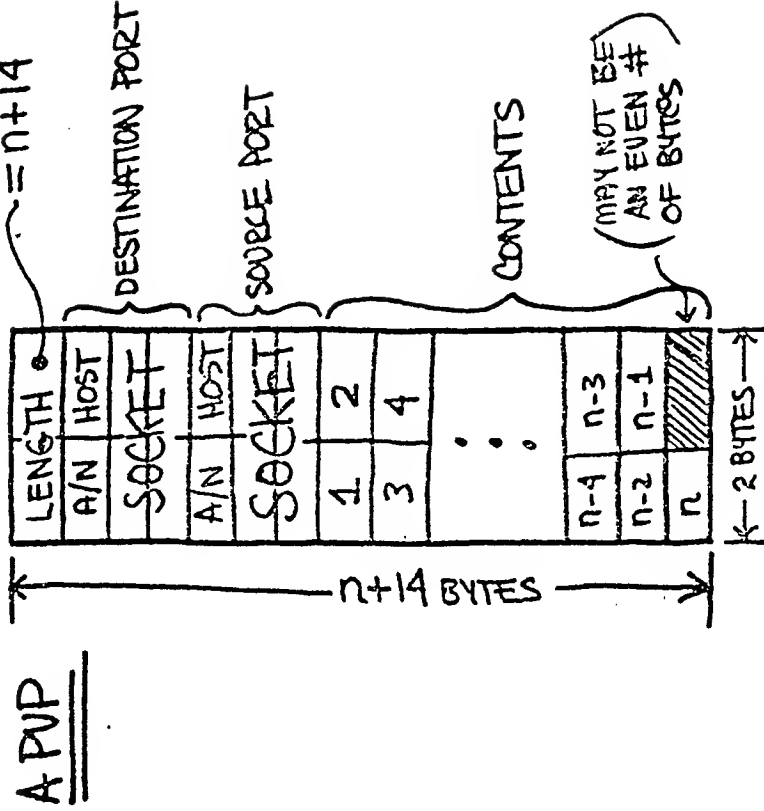 A PUP
LENGTH = n+14
A/N HOST
SOCKET
DESTINATION PORT
A/N HOST
SOCKET
SOURCE PORT
1 2
3 4
...
n-4 n-3
n-2 n-1
n
CONTENTS
(MAY NOT BE
AN EVEN #
OF BYTES)
n+14 BYTES
2 BYTES